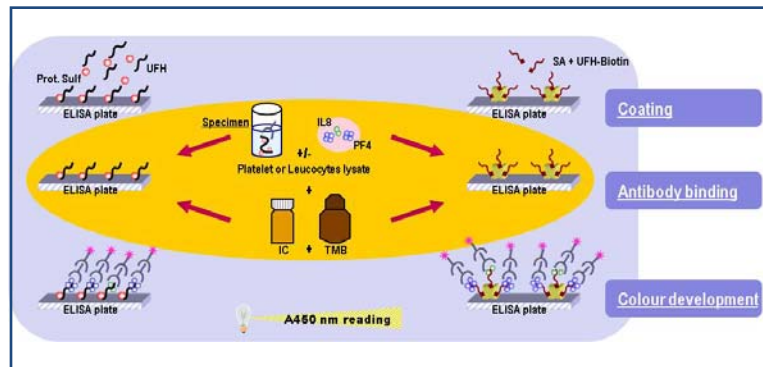 Prot. Sulf
UFH
ELISA plate
SA + UFH-Biotin
ELISA plate
Coating
Specimen
IL8
PF4
+/-
Platelet or Leucocytes lysate
+
IC + TMB
ELISA plate
ELISA plate
Antibody binding
ELISA plate
ELISA plate
Colour development
A450 nm reading